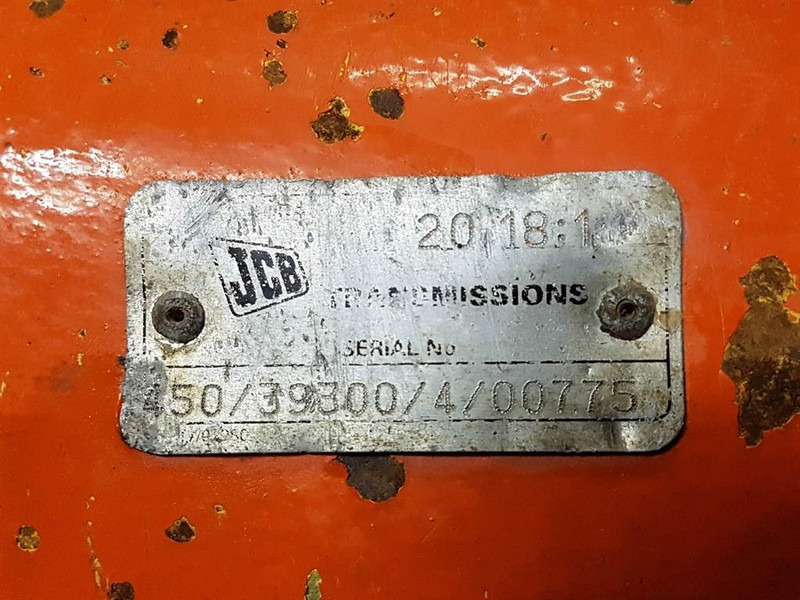 20.18:1
JCB
TRANSMISSIONS
SERIAL No
450/39300/4/00775